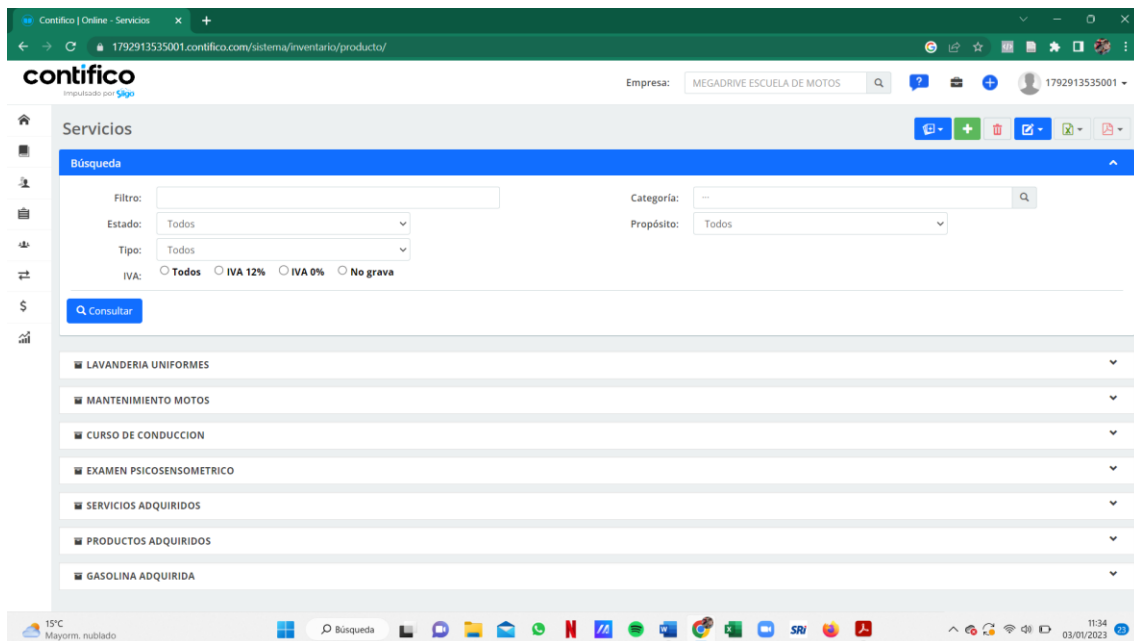 Contifico | Online - Servicios
1792913535001.contifico.com/sistema/inventario/producto/
contifico
Impulsado por Siigo
Empresa: MEGADRIVE ESCUELA DE MOTOS
1792913535001
Servicios
Búsqueda
Filtro:
Categoría: ...
Estado: Todos
Propósito: Todos
Tipo: Todos
IVA: Todos IVA 12% IVA 0% No grava
Consultar
LAVANDERIA UNIFORMES
MANTENIMIENTO MOTOS
CURSO DE CONDUCCION
EXAMEN PSICOSENSOMETRICO
SERVICIOS ADQUIRIDOS
PRODUCTOS ADQUIRIDOS
GASOLINA ADQUIRIDA
15°C
Mayorm. nublado
Búsqueda
SRi
11:34
03/01/2023
23